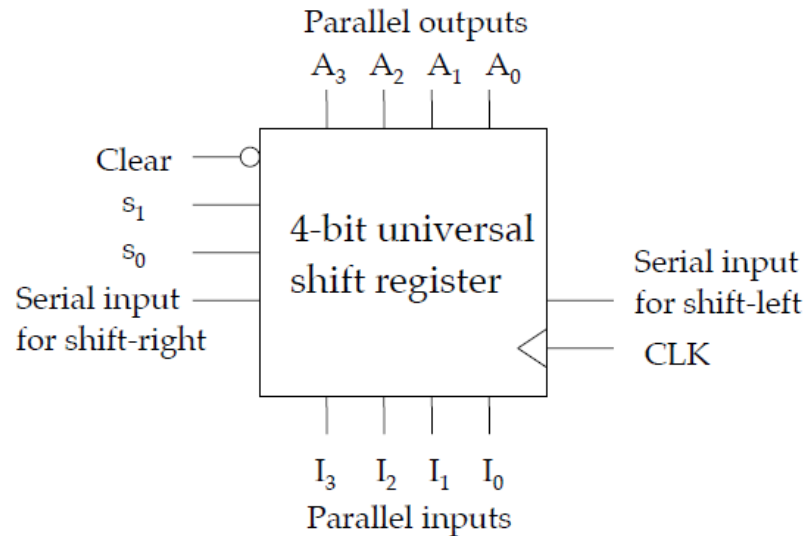 Parallel outputs
A₃ A₂ A₁ A₀
Clear
s₁
s₀
Serial input
for shift-right
4-bit universal
shift register
Serial input
for shift-left
CLK
I₃ I₂ I₁ I₀
Parallel inputs